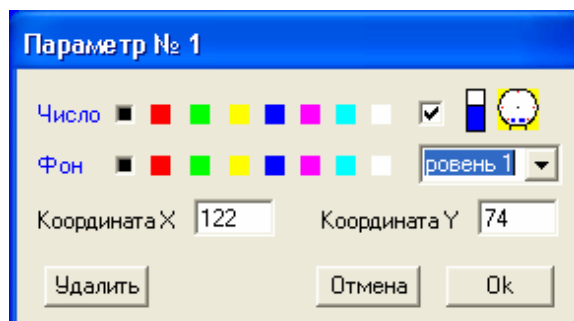 Параметр № 1
Число
Фон ровень 1
Координата X 122 Координата Y 74
Удалить Отмена Ok